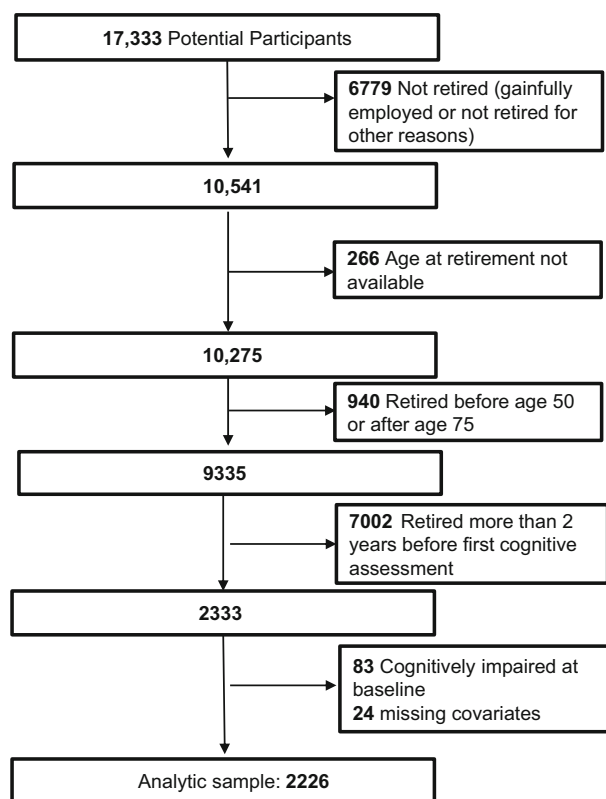 17,333 Potential Participants
6779 Not retired (gainfully
employed or not retired for
other reasons)
10,541
266 Age at retirement not
available
10,275
940 Retired before age 50
or after age 75
9335
7002 Retired more than 2
years before first cognitive
assessment
2333
83 Cognitively impaired at
baseline
24 missing covariates
Analytic sample: 2226